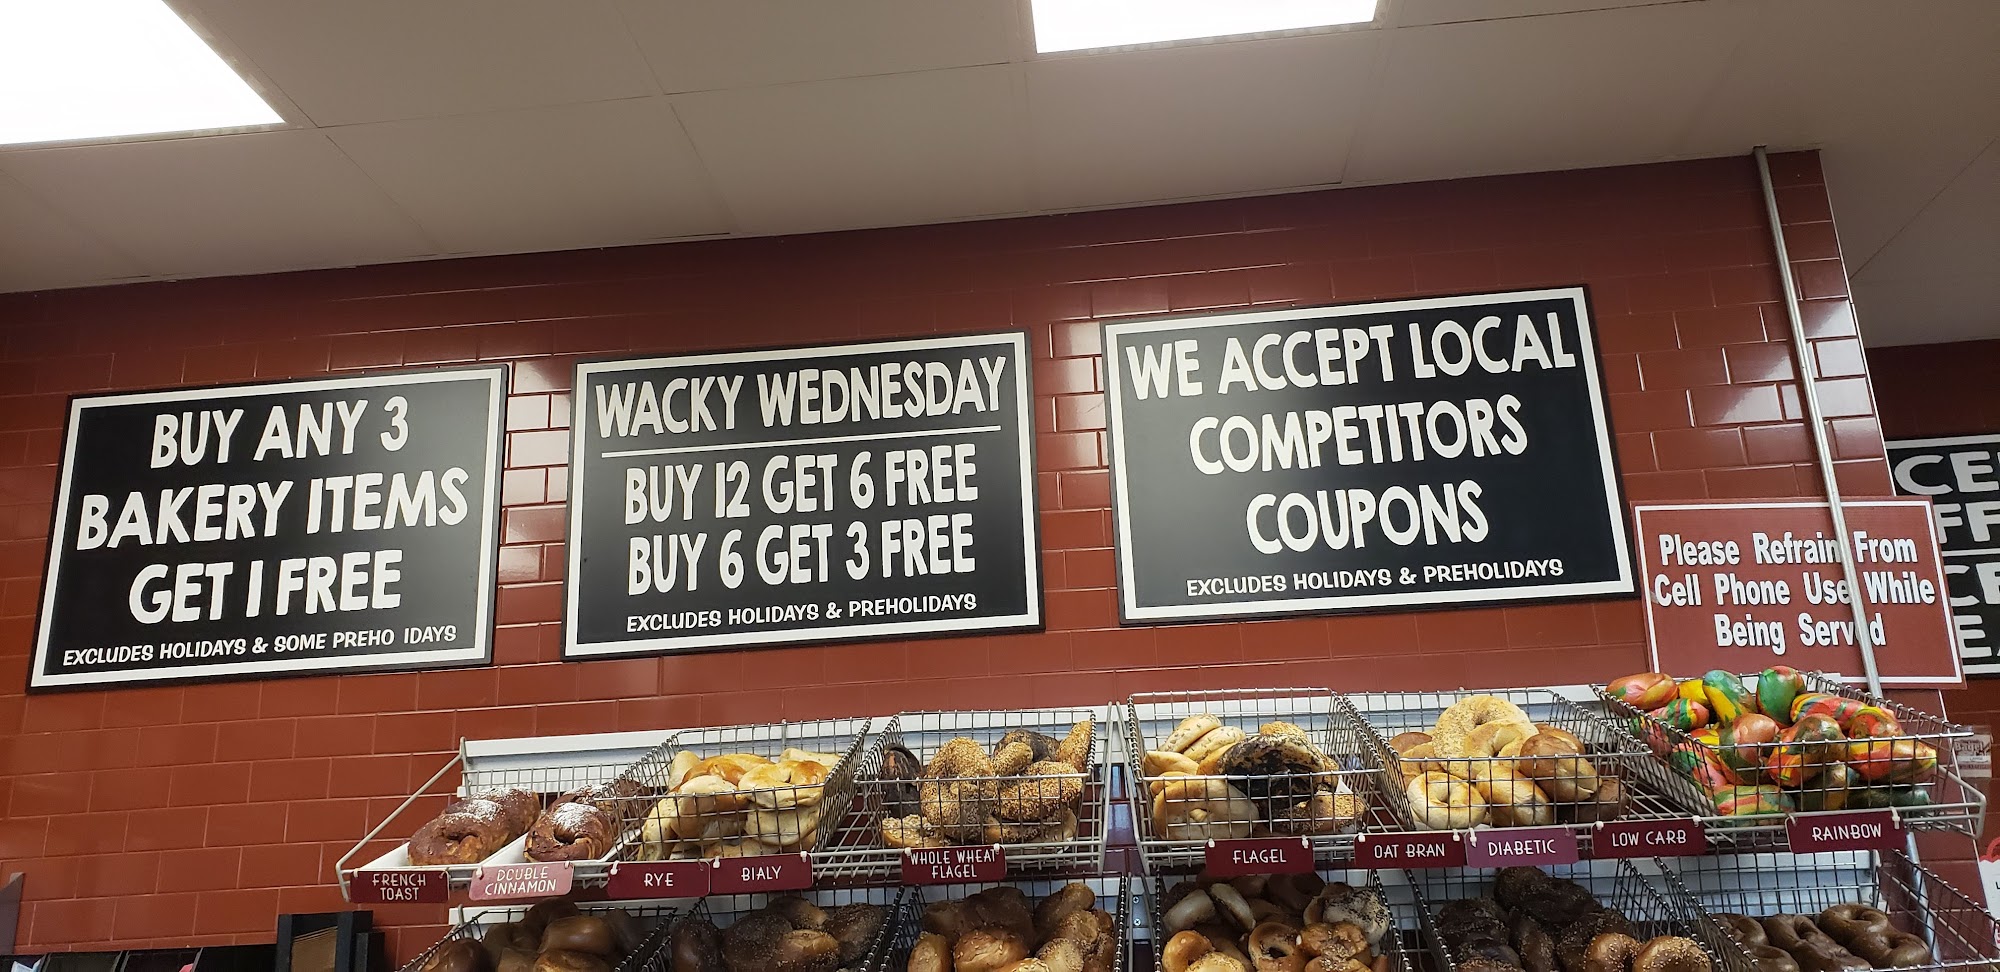 BUY ANY 3
BAKERY ITEMS
GET 1 FREE
EXCLUDES HOLIDAYS & SOME PREHO IDAYS
WACKY WEDNESDAY
BUY 12 GET 6 FREE
BUY 6 GET 3 FREE
EXCLUDES HOLIDAYS & PREHOLIDAYS
WE ACCEPT LOCAL
COMPETITORS
COUPONS
EXCLUDES HOLIDAYS & PREHOLIDAYS
Please Refrain From
Cell Phone Use While
Being Served
FRENCH
TOAST
DOUBLE
CINNAMON
RYE
BIALY
WHOLE WHEAT
FLAGEL
FLAGEL
OAT BRAN
DIABETIC
LOW CARB
RAINBOW